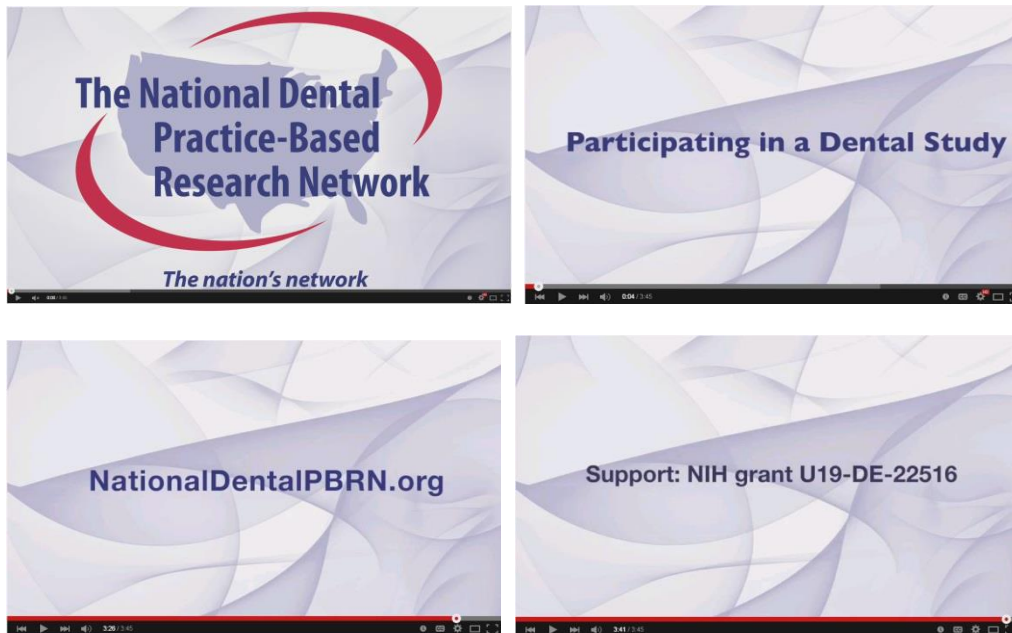 The National Dental
Practice-Based
Research Network
The nation's network
Participating in a Dental Study
0:04 / 3:45
NationalDentalPBRN.org
3:26 / 3:45
Support: NIH grant U19-DE-22516
3:41 / 3:45